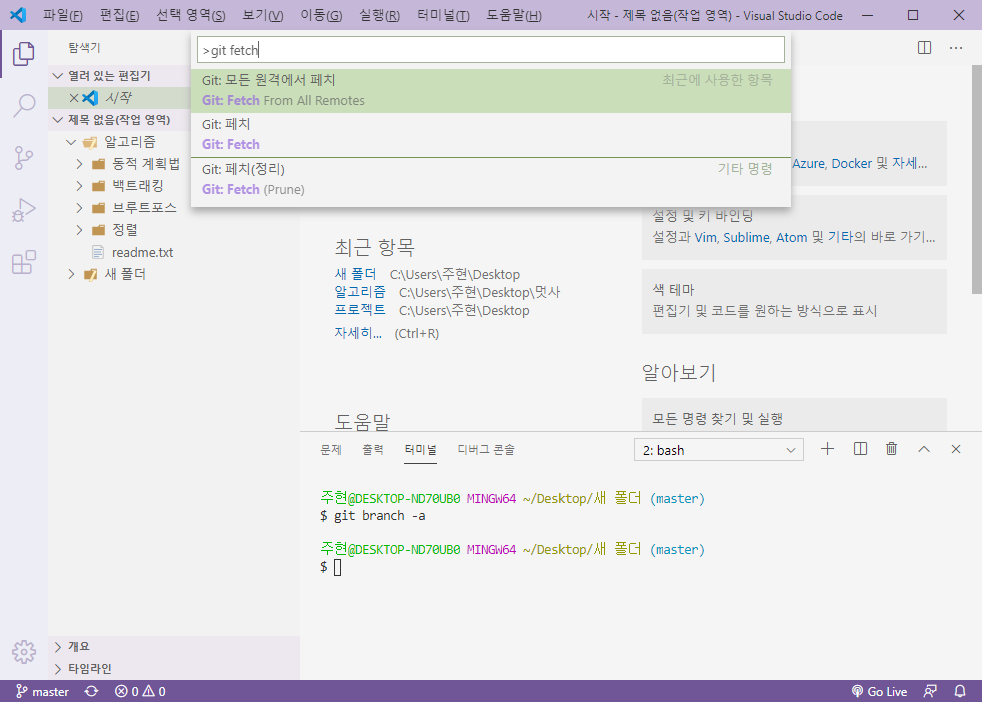 파일(F) 편집(E) 선택 영역(S) 보기(V) 이동(G) 실행(R) 터미널(T) 도움말(H) 시작 - 제목 없음(작업 영역) - Visual Studio Code
탐색기
>git fetch
Git: 모든 원격에서 페치 최근에 사용한 항목
Git: Fetch From All Remotes
Git: 페치
Git: Fetch
Git: 페치(정리) 기타 명령
Git: Fetch (Prune)
열려 있는 편집기
시작
제목 없음(작업 영역)
알고리즘
동적 계획법
백트래킹
브루트포스
정렬
readme.txt
새 폴더
개요
타임라인
최근 항목
새 폴더 C:\Users\주현\Desktop
알고리즘 C:\Users\주현\Desktop\멋사
프로젝트 C:\Users\주현\Desktop
자세히... (Ctrl+R)
도움말
Azure, Docker 및 자세...
설정 및 키 바인딩
설정과 Vim, Sublime, Atom 및 기타의 바로 가기...
색 테마
편집기 및 코드를 원하는 방식으로 표시
알아보기
모든 명령 찾기 및 실행
문제 출력 터미널 디버그 콘솔 2: bash
주현@DESKTOP-ND70UB0 MINGW64 ~/Desktop/새 폴더 (master)
$ git branch -a
주현@DESKTOP-ND70UB0 MINGW64 ~/Desktop/새 폴더 (master)
$
master 0 0 Go Live